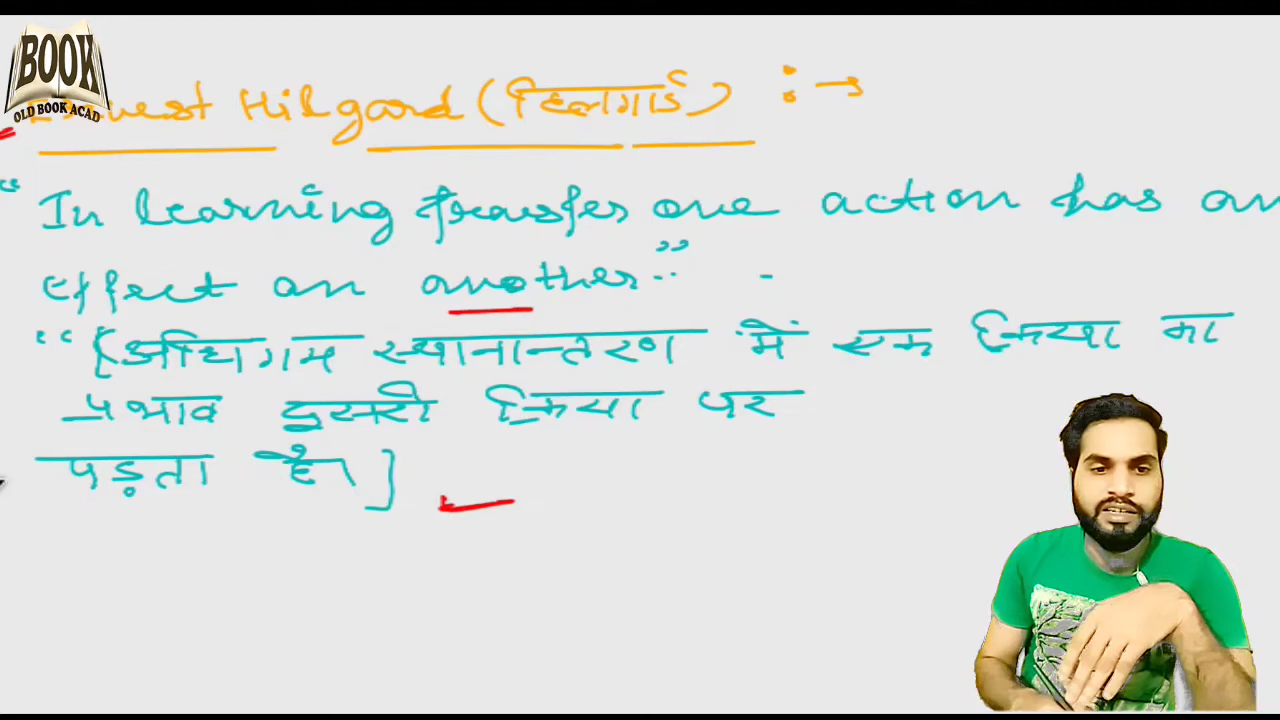 BOOK
OLD BOOK ACAD
Hilgard (हिलगार्ड) :→
"In learning transfer one action has an
effect on another"
"[अधिगम स्थानान्तरण में एक क्रिया का
प्रभाव दुसरी क्रिया पर
पड़ता है।]